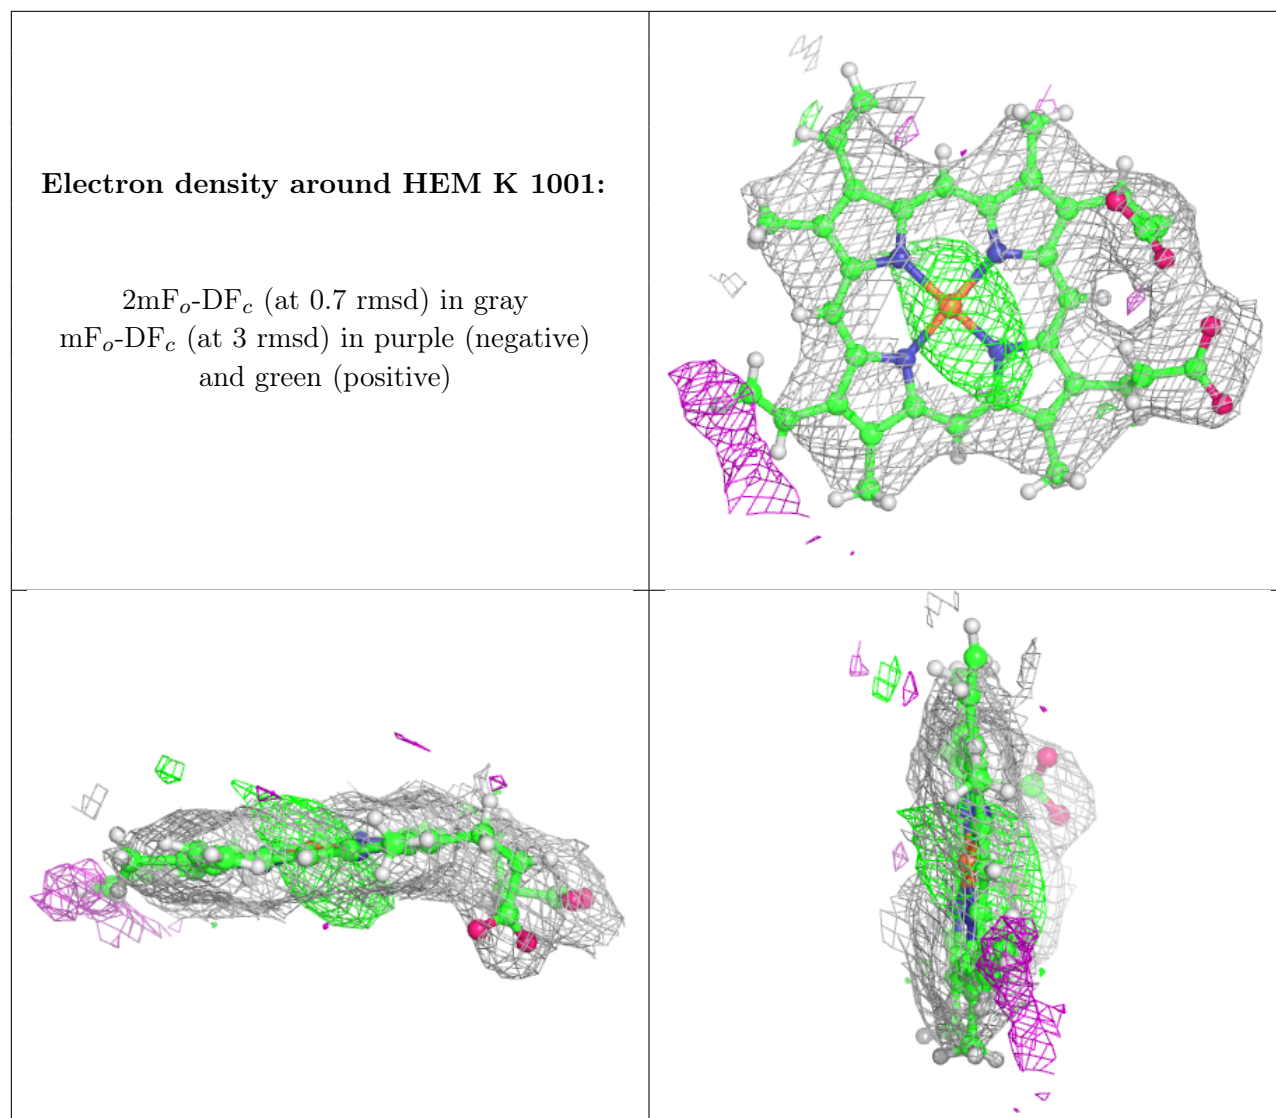 Electron density around HEM K 1001:
2mFo-DFc (at 0.7 rmsd) in gray
mFo-DFc (at 3 rmsd) in purple (negative)
and green (positive)